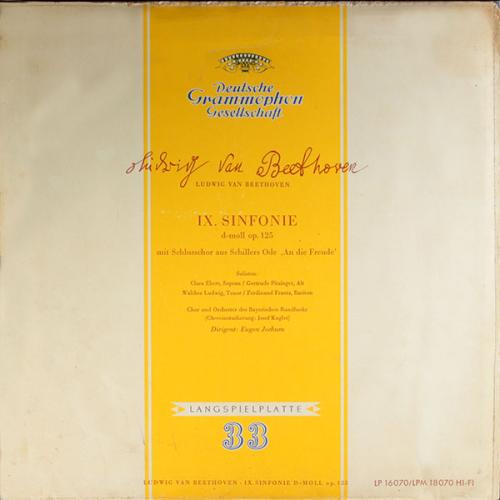 Deutsche
Grammophon
Gesellschaft
Ludwig Van Beethoven
LUDWIG VAN BEETHOVEN
IX. SINFONIE
d-moll op. 125
mit Schlusschor aus Schillers Ode „An die Freude‘
Solisten:
Clara Ebers, Sopran / Gertrude Pitzinger, Alt
Walther Ludwig, Tenor / Ferdinand Frantz, Bariton
Chor und Orchester des Bayerischen Rundfunks
(Choreinstudierung: Josef Kugler)
Dirigent: Eugen Jochum
LANGSPIELPLATTE
33
LUDWIG VAN BEETHOVEN · IX. SINFONIE D-MOLL op. 125
LP 16070/LPM 18070 HI-FI